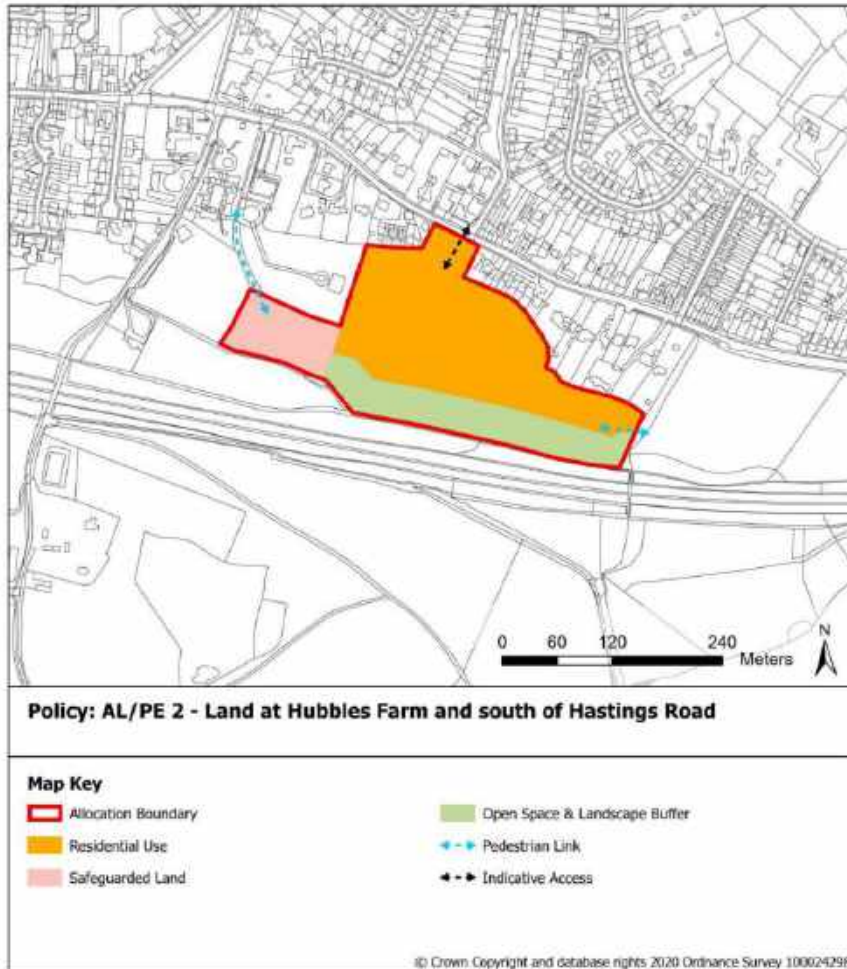 0 60 120 240
Meters
N
Policy: AL/PE 2 - Land at Hubbles Farm and south of Hastings Road
Map Key
Allocation Boundary
Residential Use
Safeguarded Land
Open Space & Landscape Buffer
Pedestrian Link
Indicative Access
© Crown Copyright and database rights 2020 Ordnance Survey 100024298